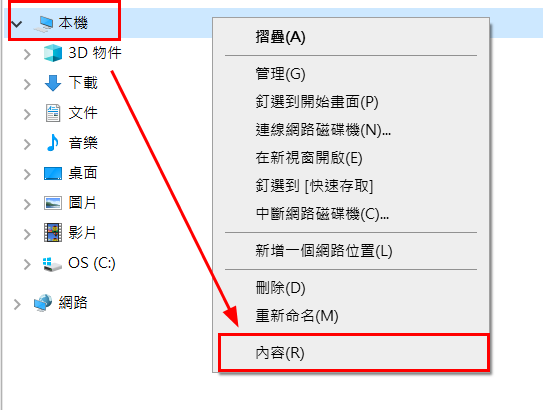 本機
3D 物件
下載
文件
音樂
桌面
圖片
影片
OS (C:)
網路
摺疊(A)
管理(G)
釘選到開始畫面(P)
連線網路磁碟機(N)...
在新視窗開啟(E)
釘選到 [快速存取]
中斷網路磁碟機(C)...
新增一個網路位置(L)
刪除(D)
重新命名(M)
內容(R)